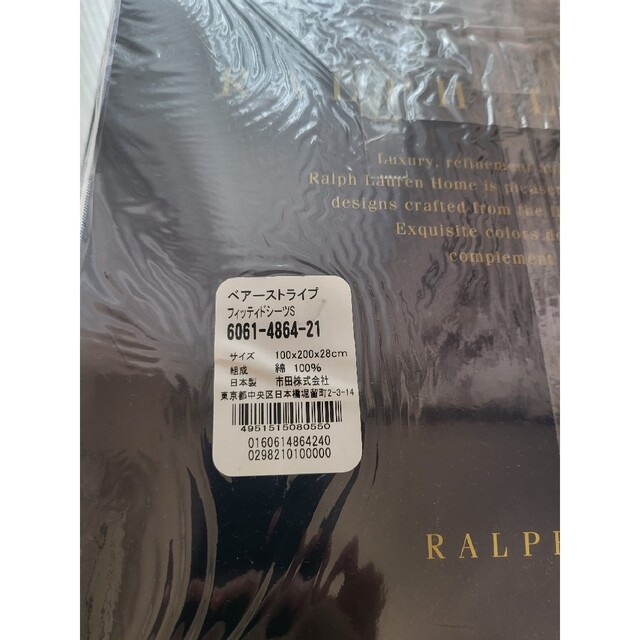 RALPH L
Luxury, refinement
Ralph Lauren Home is pleased
designs crafted from the
Exquisite colors
complement
ベアーストライプ
フィッティドシーツS
6061-4864-21
サイズ 100x200x28cm
組成 綿 100%
日本製 市田株式会社
東京都中央区日本橋堀留町2-3-14
4951515080550
0160614864240
0298210100000
RALPH